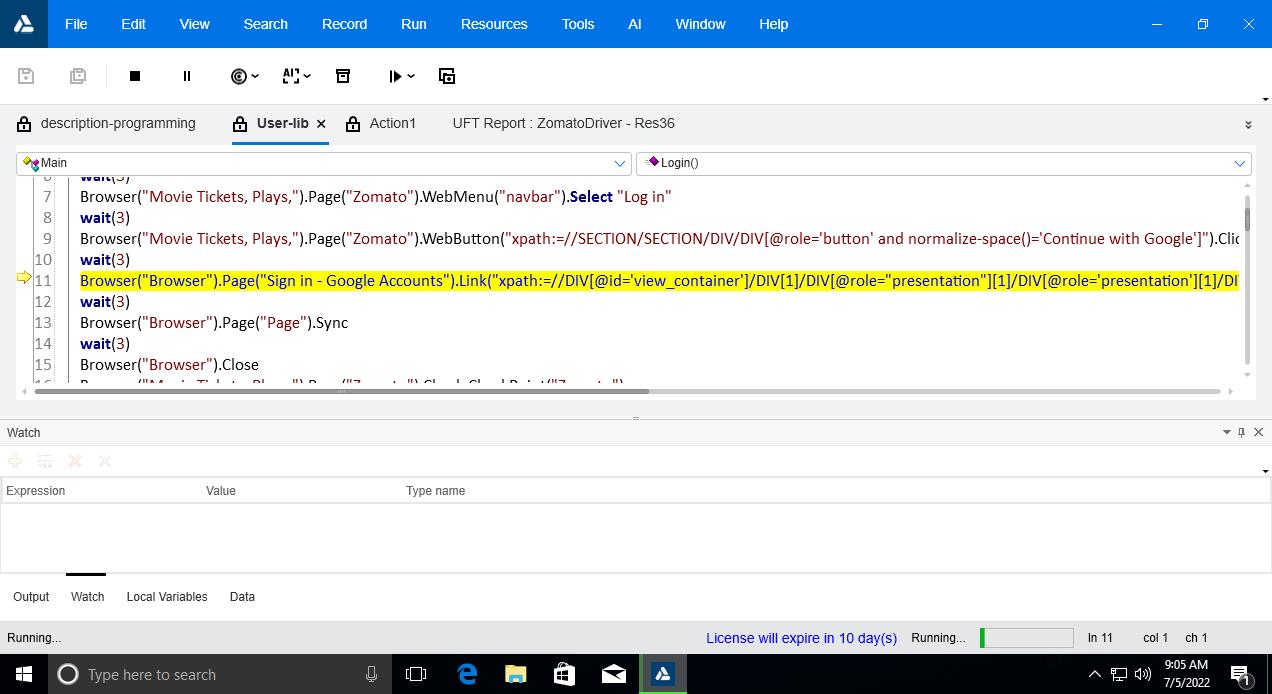 File Edit View Search Record Run Resources Tools AI Window Help
AI
description-programming User-lib Action1 UFT Report : ZomatoDriver - Res36
Main Login()
6 wait(3)
7 Browser("Movie Tickets, Plays,").Page("Zomato").WebMenu("navbar").Select "Log in"
8 wait(3)
9 Browser("Movie Tickets, Plays,").Page("Zomato").WebButton("xpath:=//SECTION/SECTION/DIV/DIV[@role='button' and normalize-space()='Continue with Google']").Clic
10 wait(3)
11 Browser("Browser").Page("Sign in - Google Accounts").Link("xpath:=//DIV[@id='view_container']/DIV[1]/DIV[@role="presentation"][1]/DIV[@role='presentation'][1]/DI
12 wait(3)
13 Browser("Browser").Page("Page").Sync
14 wait(3)
15 Browser("Browser").Close
Watch
Expression Value Type name
Output Watch Local Variables Data
Running... License will expire in 10 day(s) Running... ln 11 col 1 ch 1
Type here to search
9:05 AM
7/5/2022
1